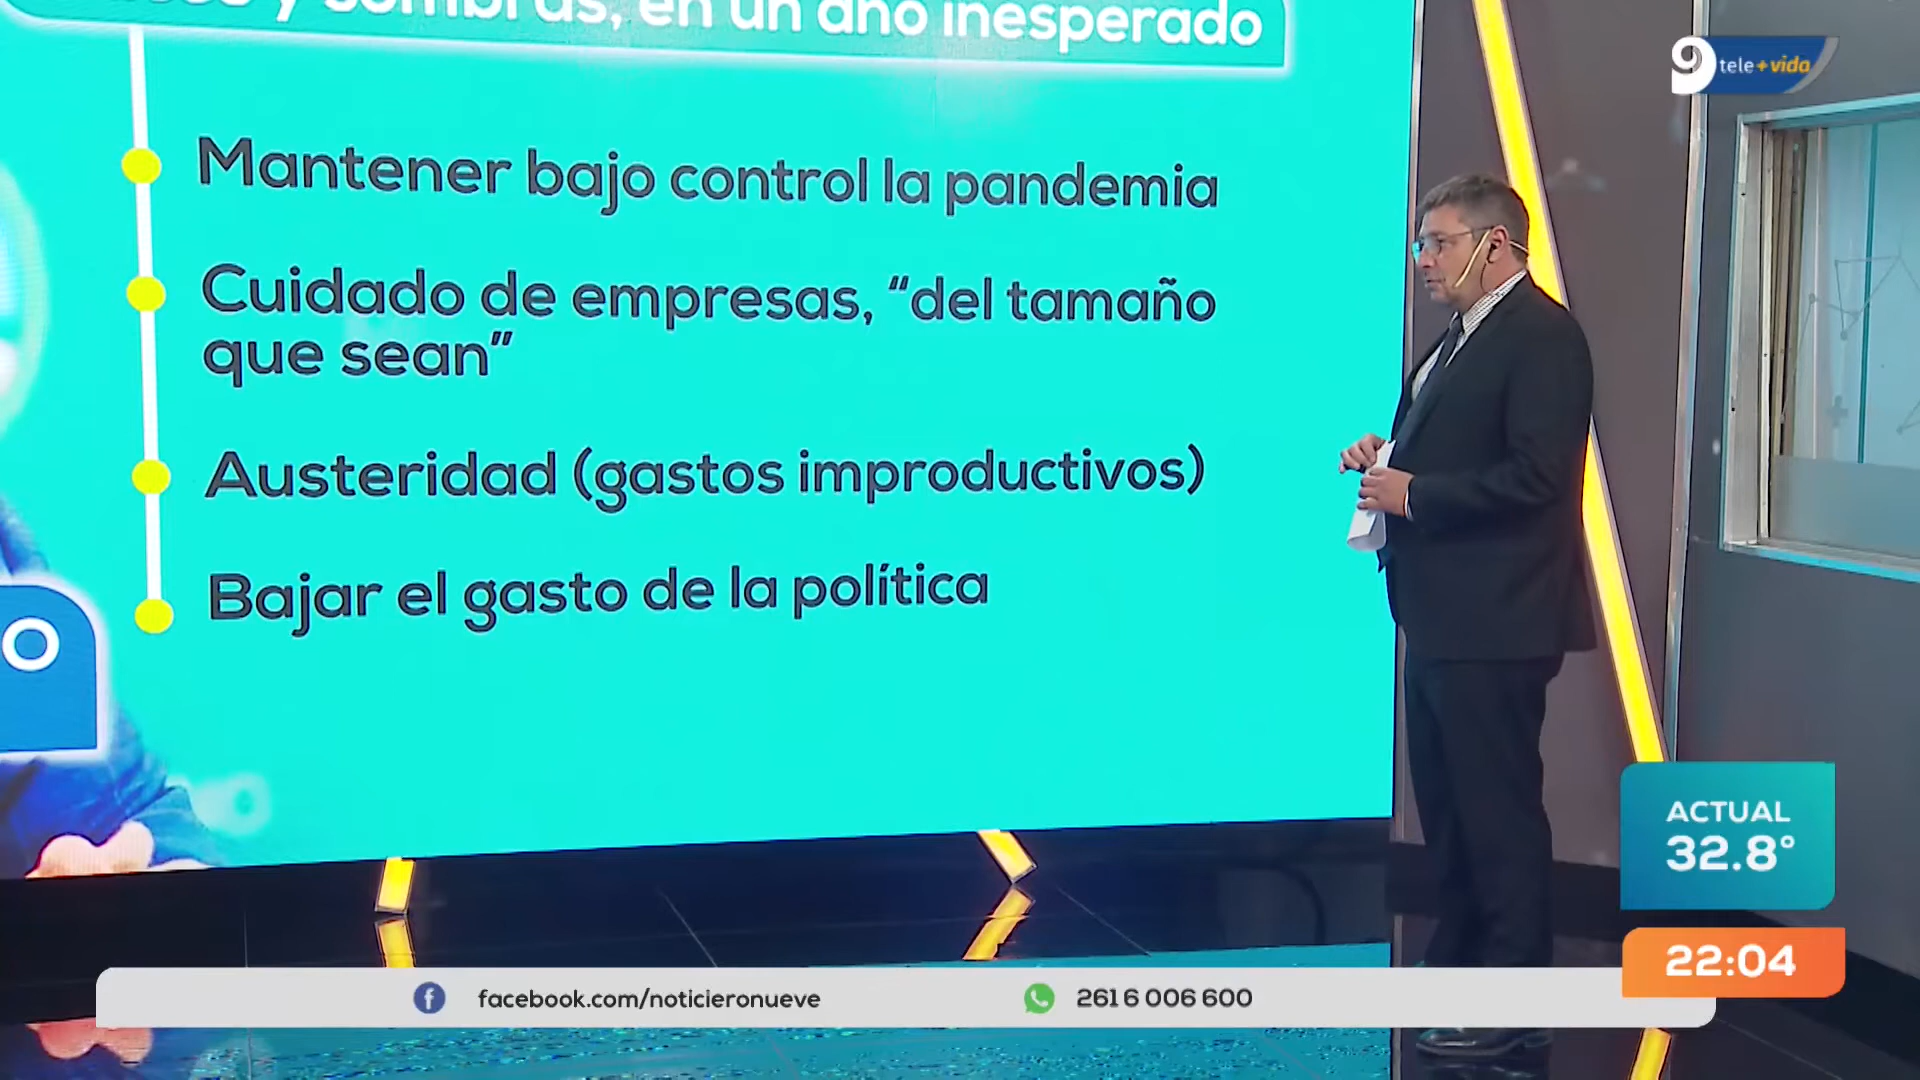 y sombras, en un año inesperado
9 tele+vida
Mantener bajo control la pandemia
Cuidado de empresas, “del tamaño
que sean”
Austeridad (gastos improductivos)
Bajar el gasto de la política
O
ACTUAL
32.8°
22:04
facebook.com/noticieronueve
261 6 006 600